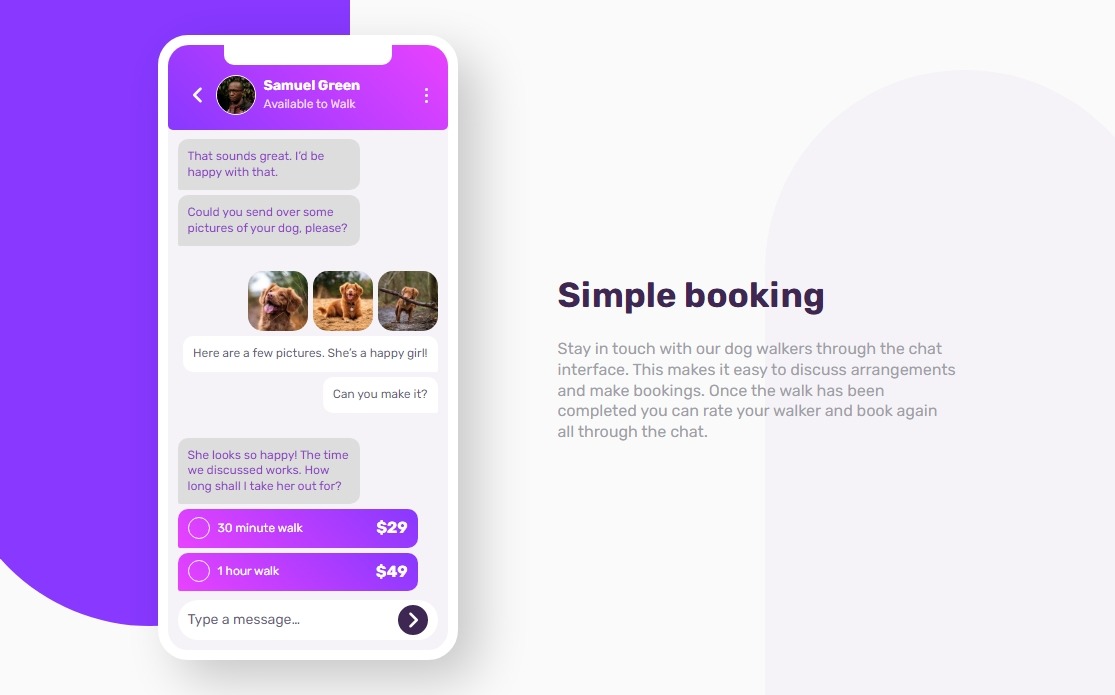 Samuel Green
Available to Walk
That sounds great. I’d be
happy with that.
Could you send over some
pictures of your dog, please?
Here are a few pictures. She’s a happy girl!
Can you make it?
She looks so happy! The time
we discussed works. How
long shall I take her out for?
30 minute walk $29
1 hour walk $49
Type a message…
Simple booking
Stay in touch with our dog walkers through the chat
interface. This makes it easy to discuss arrangements
and make bookings. Once the walk has been
completed you can rate your walker and book again
all through the chat.